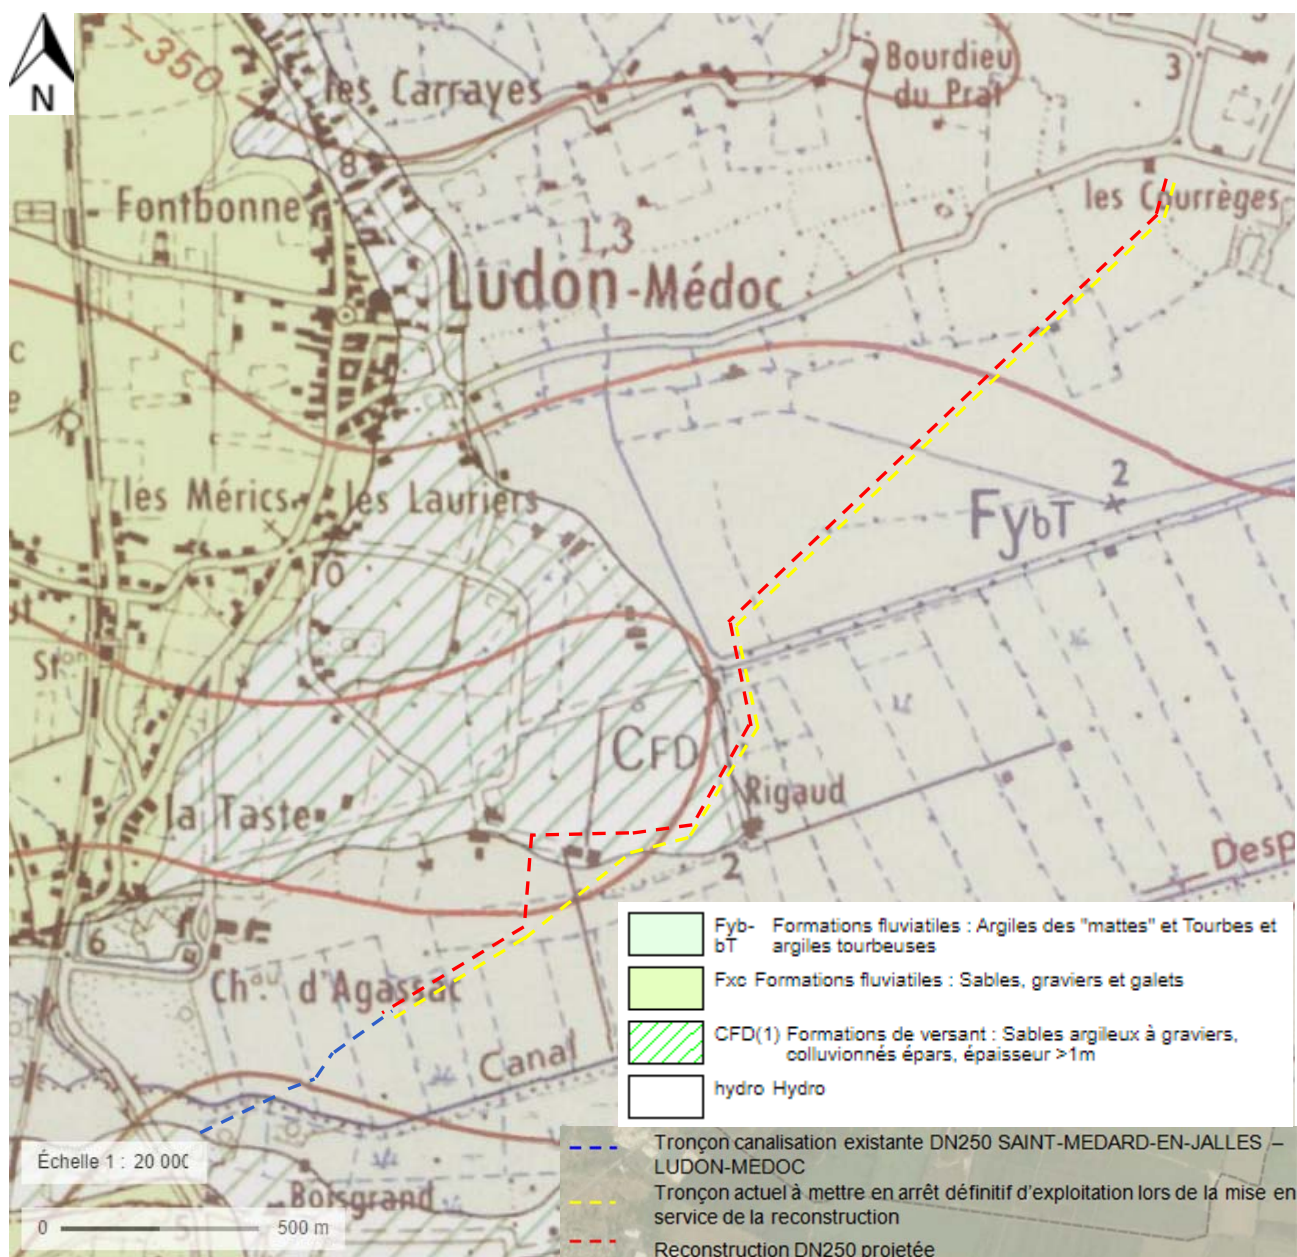 N
-350
les Carrayes
Bourdieu
du Prat
3
8
les Courrèges
Fontbonne
1,3
Ludon-Médoc
c
e
2
les Mérics
les Lauriers
FybT
10
St
CFD
Rigaud
la Taste
2
Desp
6
Chau d'Agassac
Canal
Fyb-bT Formations fluviatiles : Argiles des "mattes" et Tourbes et
argiles tourbeuses
Fxc Formations fluviatiles : Sables, graviers et galets
CFD(1) Formations de versant : Sables argileux à graviers,
colluvionnés épars, épaisseur >1m
hydro Hydro
Échelle 1 : 20 000
Boisgrand
5
0 500 m
Tronçon canalisation existante DN250 SAINT-MEDARD-EN-JALLES –
LUDON-MEDOC
Tronçon actuel à mettre en arrêt définitif d'exploitation lors de la mise en
service de la reconstruction
Reconstruction DN250 projetée